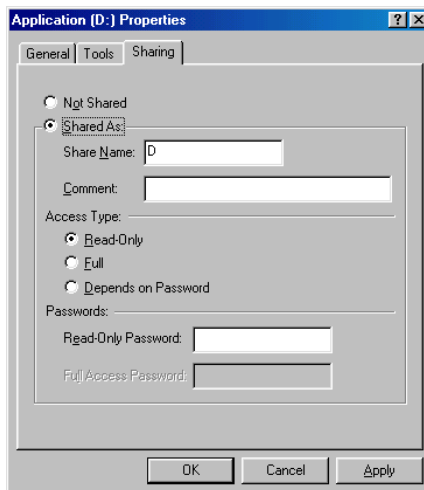 Application (D:) Properties
General Tools Sharing
Not Shared
Shared As:
Share Name: D
Comment:
Access Type:
Read-Only
Full
Depends on Password
Passwords:
Read-Only Password:
Full Access Password:
OK Cancel Apply